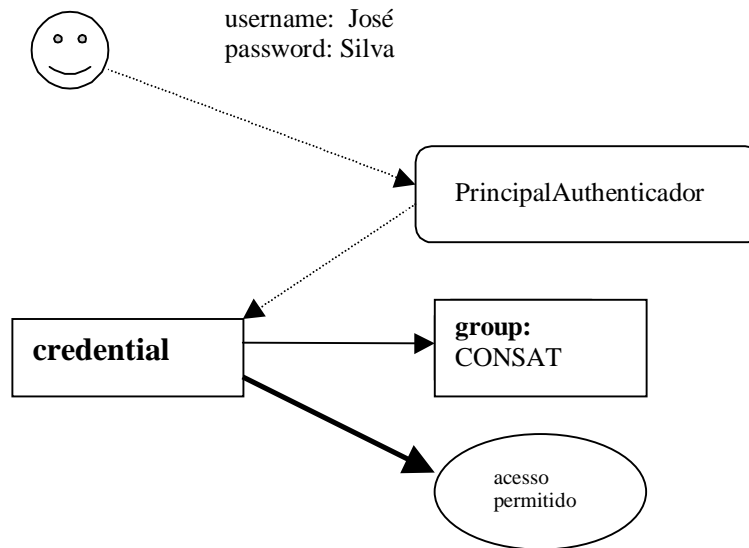 username: José
password: Silva
PrincipalAuthenticador
credential
group:
CONSAT
acesso
permitido